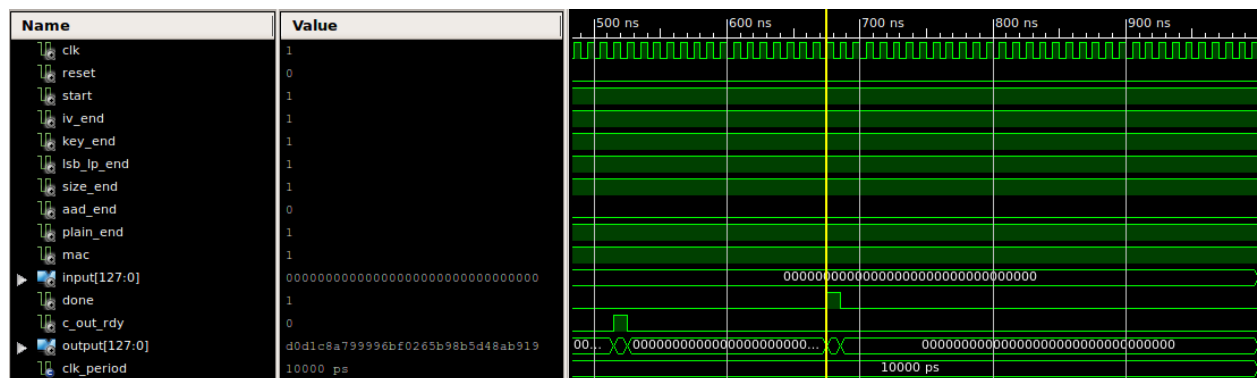 Name Value 500 ns 600 ns 700 ns 800 ns 900 ns
clk 1
reset 0
start 1
iv_end 1
key_end 1
lsb_lp_end 1
size_end 1
aad_end 0
plain_end 1
mac 1
input[127:0] 00000000000000000000000000000000 00000000000000000000000000000000
done 1
c_out_rdy 0
output[127:0] d0d1c8a799996bf0265b98b5d48ab919 00... 0000000000000000000000... 00000000000000000000000000000000
clk_period 10000 ps 10000 ps